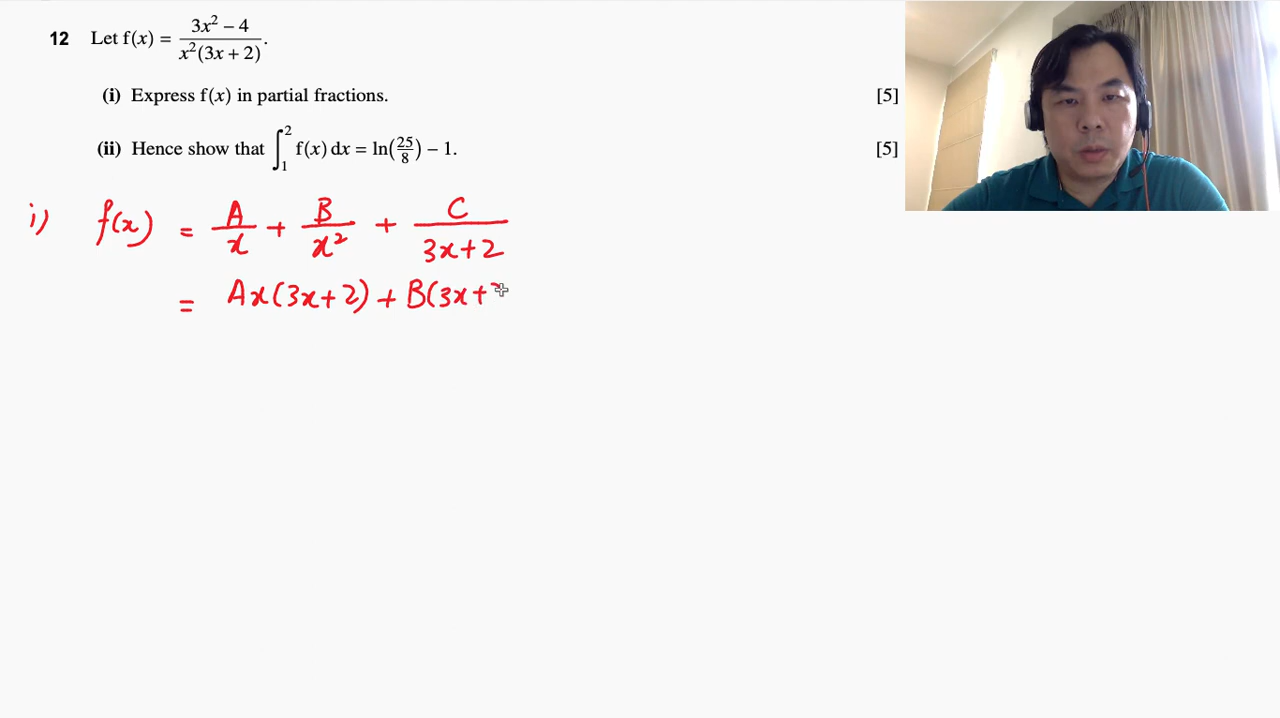 12 Let f(x) = (3x² – 4)/(x²(3x + 2)).
(i) Express f(x) in partial fractions. [5]
(ii) Hence show that ∫₁² f(x) dx = ln(25/8) – 1. [5]
i) f(x) = A/x + B/x² + C/(3x+2)
= Ax(3x+2) + B(3x+